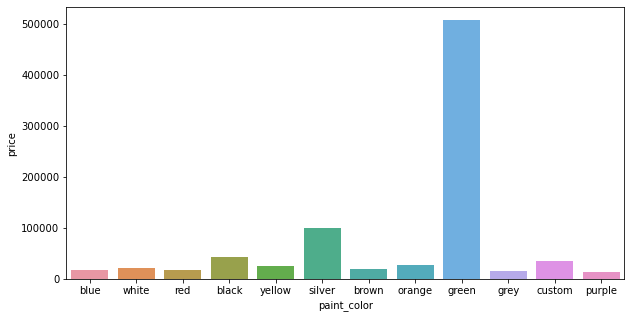 500000
400000
300000
200000
100000
0
price
blue white red black yellow silver brown orange green grey custom purple
paint_color